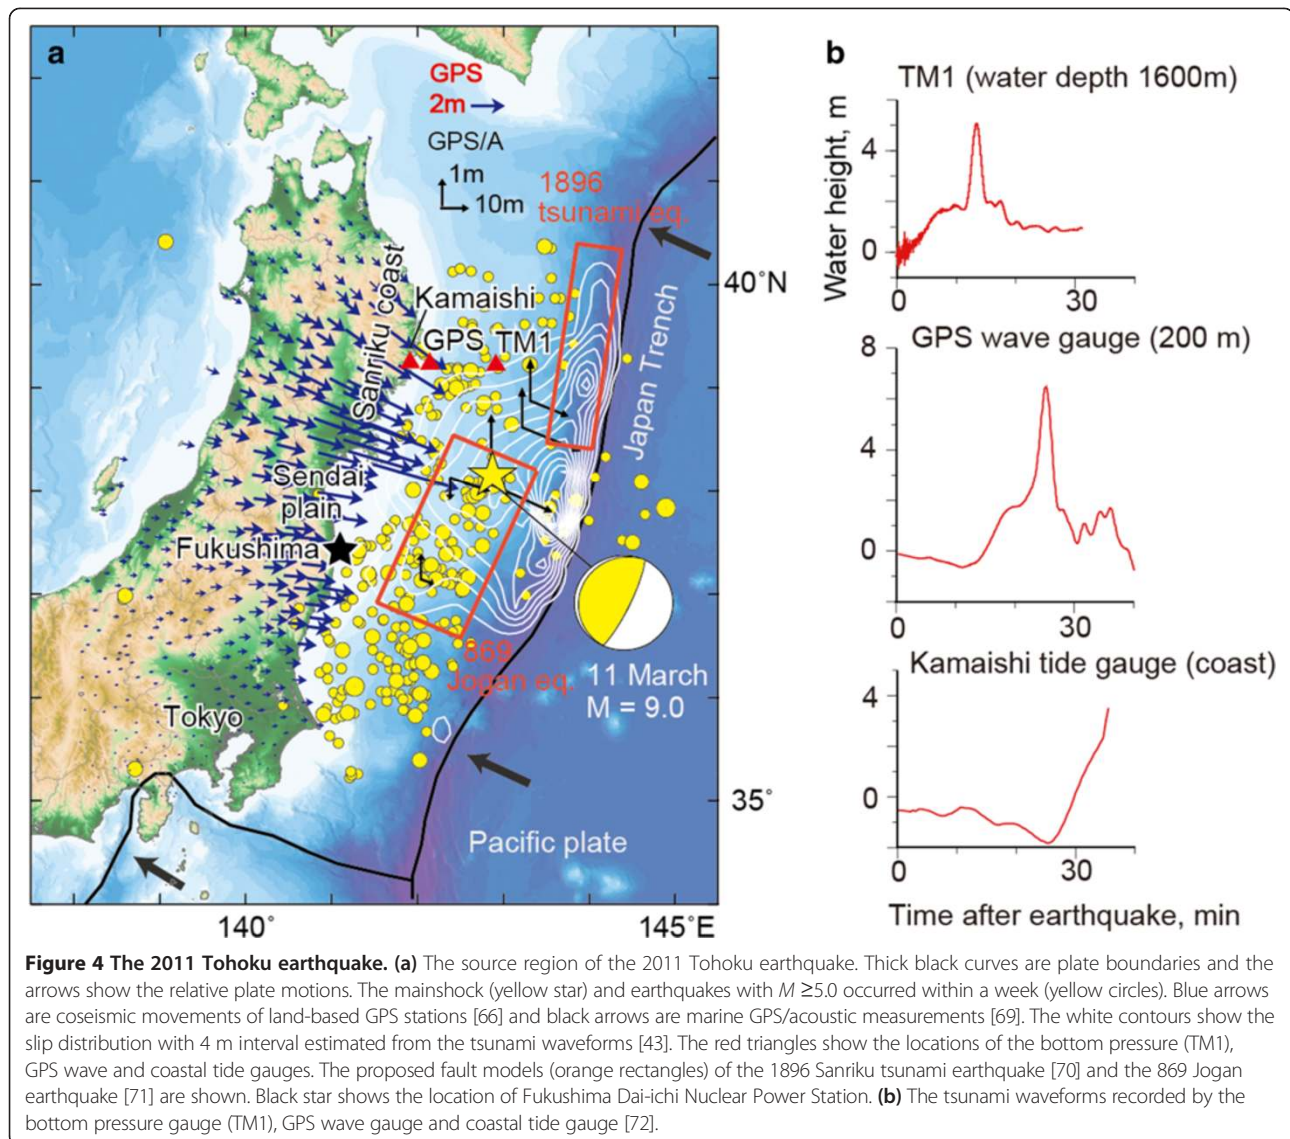 a
GPS
2m
GPS/A
1m
10m
1896
tsunami eq.
Sanriku coast
Kamaishi
GPS TM1
40°N
Japan Trench
Sendai
plain
Fukushima
869
Jogan eq.
11 March
M = 9.0
Tokyo
35°
Pacific plate
140°
145°E
b
TM1 (water depth 1600m)
Water height, m
4
0
0
30
GPS wave gauge (200 m)
8
4
0
0
30
Kamaishi tide gauge (coast)
4
0
0
30
Time after earthquake, min
Figure 4 The 2011 Tohoku earthquake. (a) The source region of the 2011 Tohoku earthquake. Thick black curves are plate boundaries and the
arrows show the relative plate motions. The mainshock (yellow star) and earthquakes with M ≥5.0 occurred within a week (yellow circles). Blue arrows
are coseismic movements of land-based GPS stations [66] and black arrows are marine GPS/acoustic measurements [69]. The white contours show the
slip distribution with 4 m interval estimated from the tsunami waveforms [43]. The red triangles show the locations of the bottom pressure (TM1),
GPS wave and coastal tide gauges. The proposed fault models (orange rectangles) of the 1896 Sanriku tsunami earthquake [70] and the 869 Jogan
earthquake [71] are shown. Black star shows the location of Fukushima Dai-ichi Nuclear Power Station. (b) The tsunami waveforms recorded by the
bottom pressure gauge (TM1), GPS wave gauge and coastal tide gauge [72].